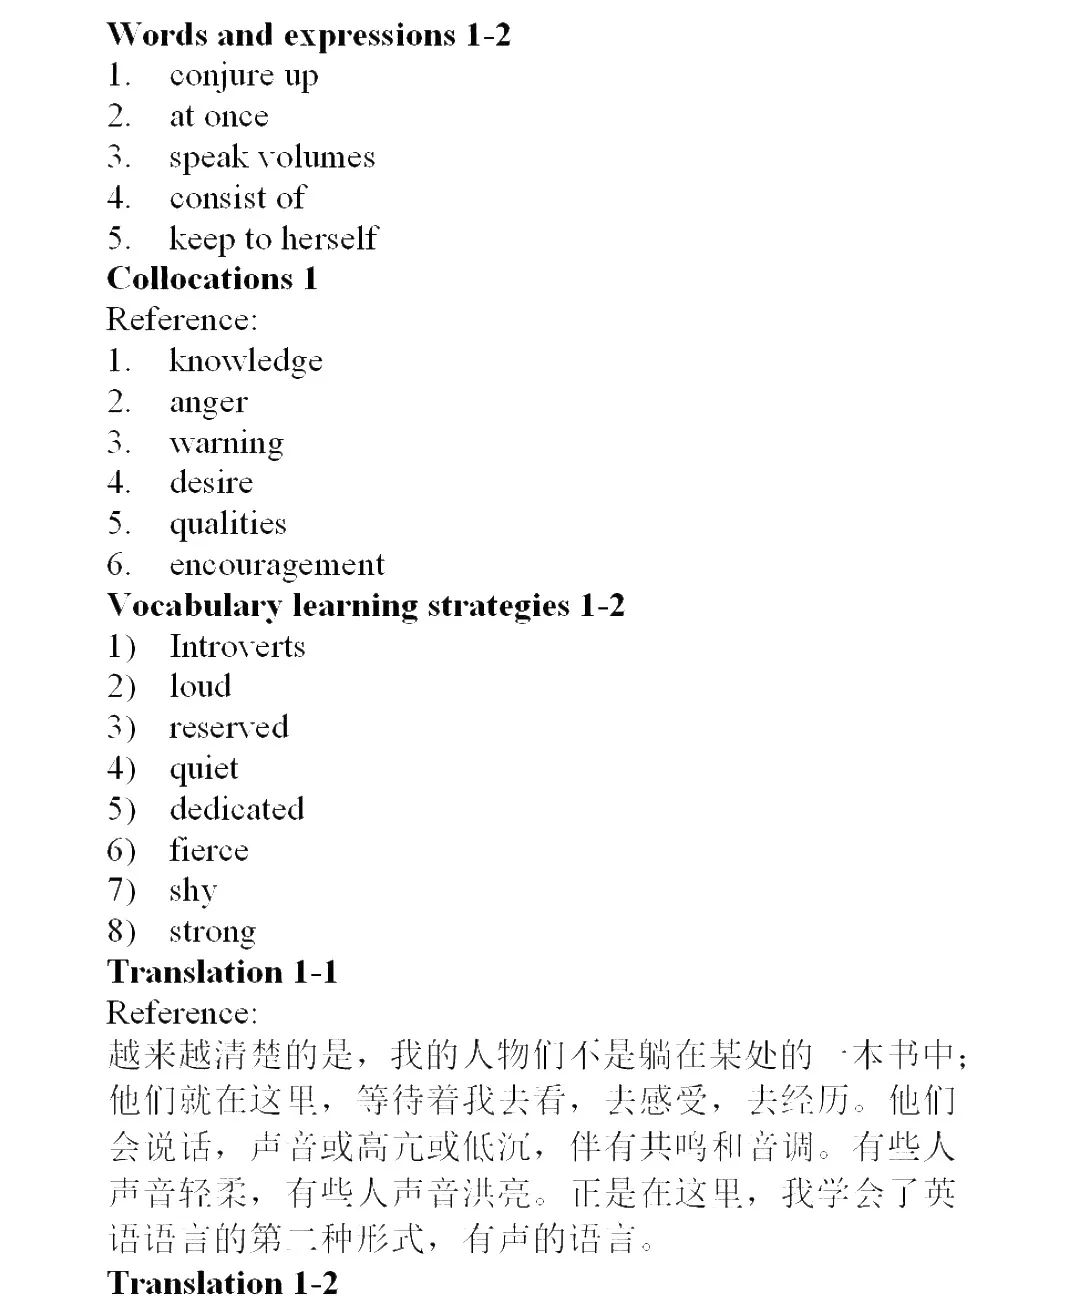 Words and expressions 1-2
1. conjure up
2. at once
3. speak volumes
4. consist of
5. keep to herself
Collocations 1
Reference:
1. knowledge
2. anger
3. warning
4. desire
5. qualities
6. encouragement
Vocabulary learning strategies 1-2
1) Introverts
2) loud
3) reserved
4) quiet
5) dedicated
6) fierce
7) shy
8) strong
Translation 1-1
Reference:
越来越清楚的是，我的人物们不是躺在某处的一本书中；
他们就在这里，等待着我去看，去感受，去经历。他们
会说话，声音或高亢或低沉，伴有共鸣和音调。有些人
声音轻柔，有些人声音洪亮。正是在这里，我学会了英
语语言的第二种形式，有声的语言。
Translation 1-2